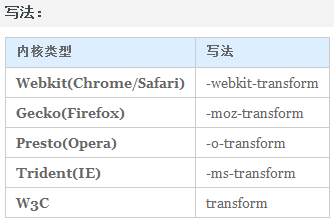 写法：
内核类型 写法
Webkit(Chrome/Safari) -webkit-transform
Gecko(Firefox) -moz-transform
Presto(Opera) -o-transform
Trident(IE) -ms-transform
W3C transform